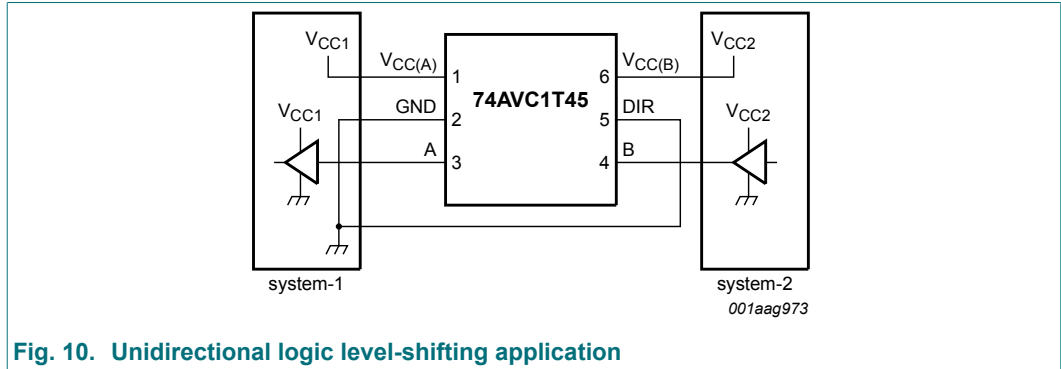 VCC1
VCC2
VCC(A)
VCC(B)
1
6
74AVC1T45
VCC1
GND
2
5
DIR
VCC2
A
3
4
B
system-1
system-2
001aag973
Fig. 10. Unidirectional logic level-shifting application